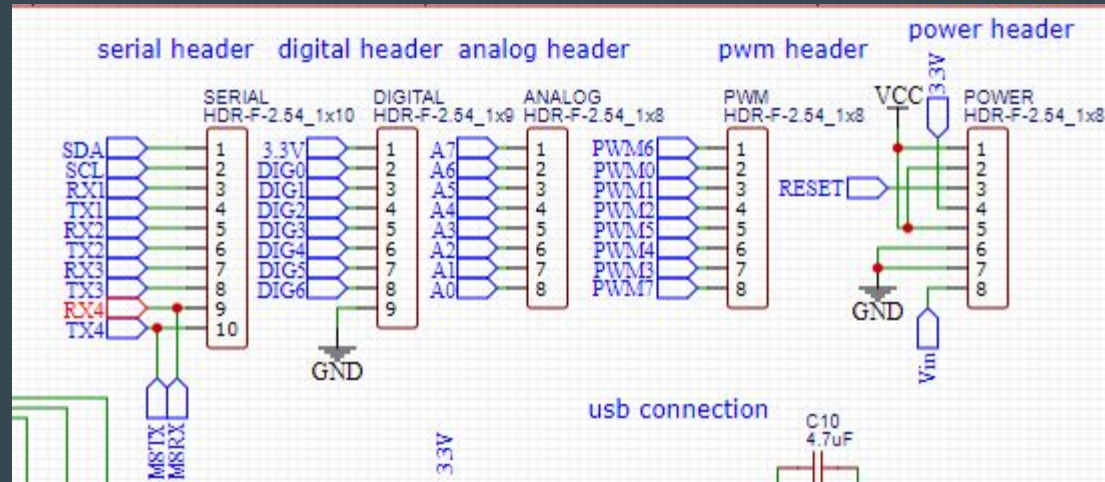 serial header
digital header
analog header
pwm header
power header
SERIAL
HDR-F-2.54_1x10
SDA 1
SCL 2
RX1 3
TX1 4
RX2 5
TX2 6
RX3 7
TX3 8
RX4 9
TX4 10
MSTX
MSRX
DIGITAL
HDR-F-2.54_1x9
3.3V 1
DIG0 2
DIG1 3
DIG2 4
DIG3 5
DIG4 6
DIG5 7
DIG6 8
9
GND
ANALOG
HDR-F-2.54_1x8
A7 1
A6 2
A5 3
A4 4
A3 5
A2 6
A1 7
A0 8
PWM
HDR-F-2.54_1x8
PWM6 1
PWM0 2
PWM1 3
PWM2 4
PWM5 5
PWM4 6
PWM3 7
PWM7 8
VCC
3.3V
POWER
HDR-F-2.54_1x8
1
2
RESET 3
4
5
6
7
8
GND
Vin
usb connection
3.3V
C10
4.7uF